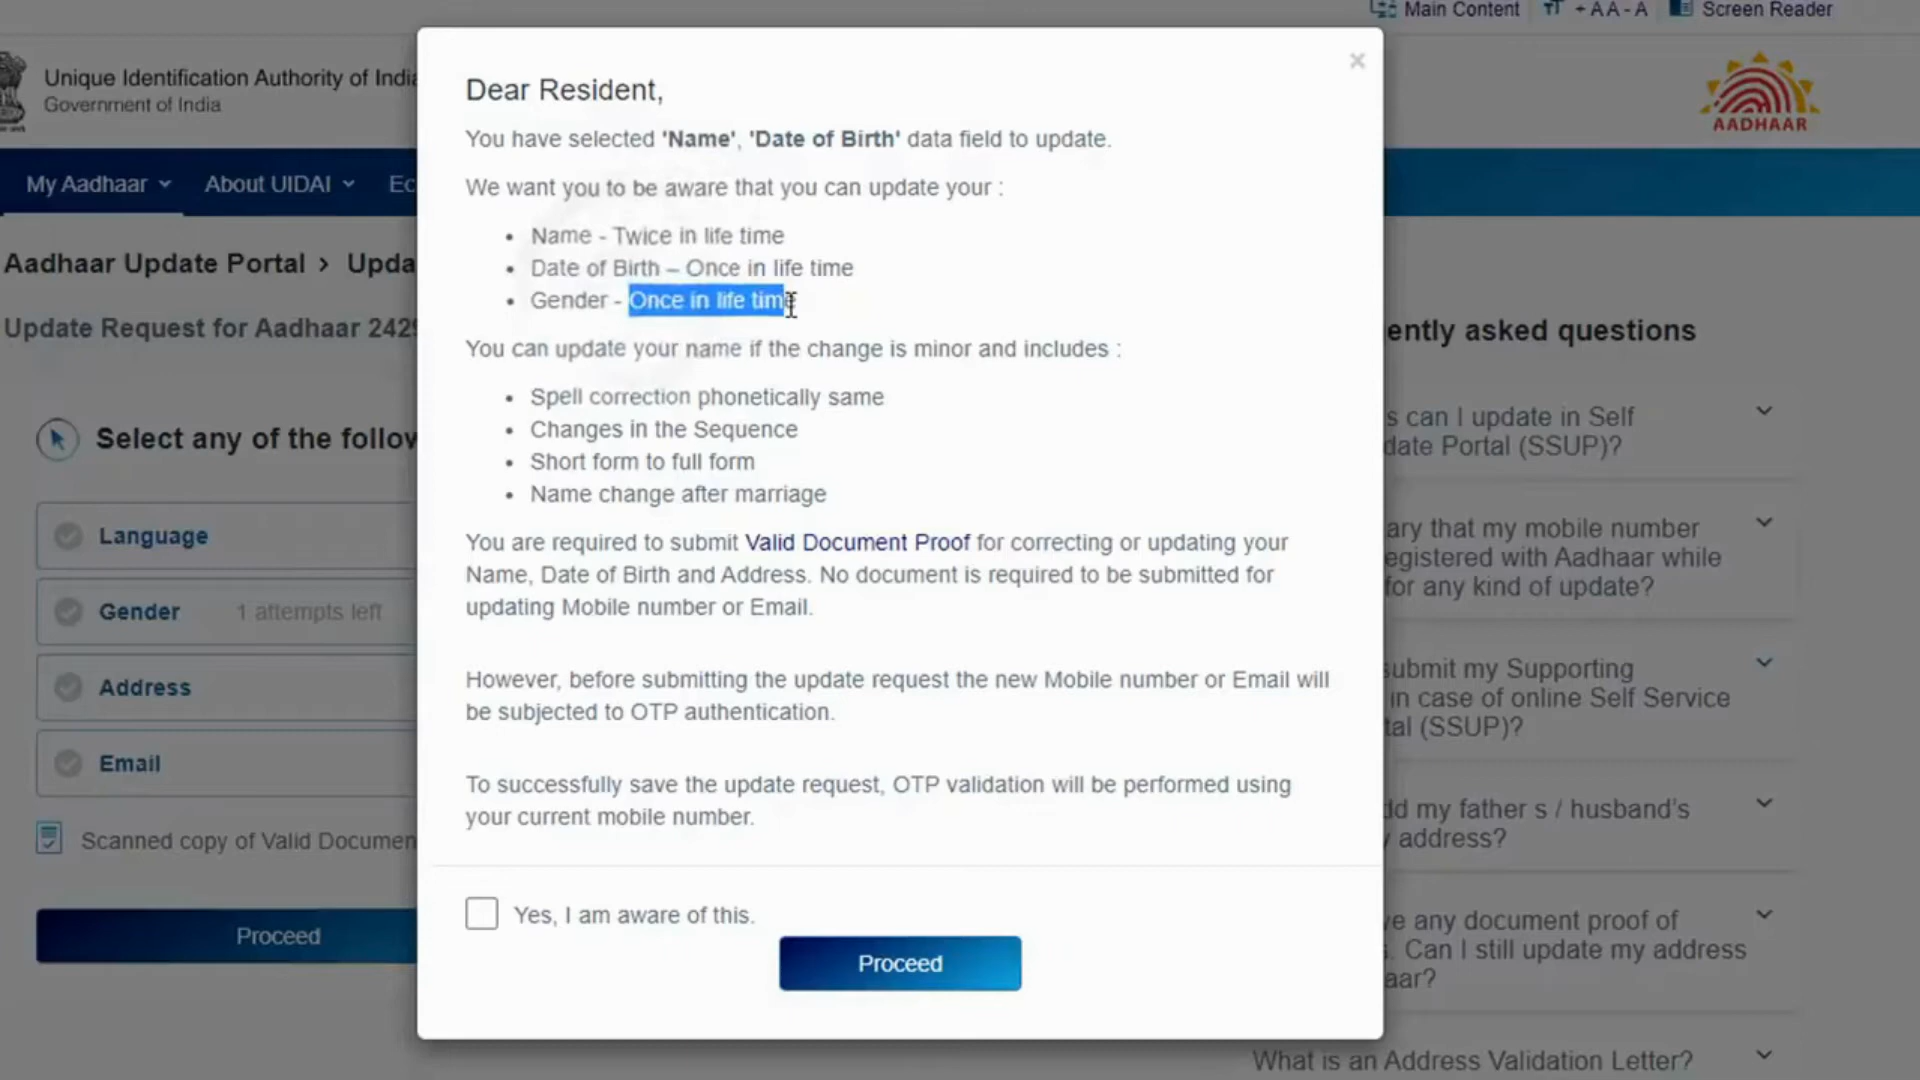 Main Content
+ A A - A
Screen Reader
Unique Identification Authority of India
Government of India
AADHAAR
My Aadhaar
About UIDAI
Ec
Aadhaar Update Portal > Upda
Update Request for Aadhaar 2429
Select any of the follow
Language
Gender 1 attempts left
Address
Email
Scanned copy of Valid Documen
Proceed
×
Dear Resident,
You have selected 'Name', 'Date of Birth' data field to update.
We want you to be aware that you can update your :
• Name - Twice in life time
• Date of Birth – Once in life time
• Gender - Once in life time
You can update your name if the change is minor and includes :
• Spell correction phonetically same
• Changes in the Sequence
• Short form to full form
• Name change after marriage
You are required to submit Valid Document Proof for correcting or updating your
Name, Date of Birth and Address. No document is required to be submitted for
updating Mobile number or Email.
However, before submitting the update request the new Mobile number or Email will
be subjected to OTP authentication.
To successfully save the update request, OTP validation will be performed using
your current mobile number.
Yes, I am aware of this.
Proceed
ently asked questions
s can I update in Self
date Portal (SSUP)?
ary that my mobile number
egistered with Aadhaar while
for any kind of update?
submit my Supporting
in case of online Self Service
tal (SSUP)?
dd my father s / husband's
address?
ve any document proof of
. Can I still update my address
aar?
What is an Address Validation Letter?